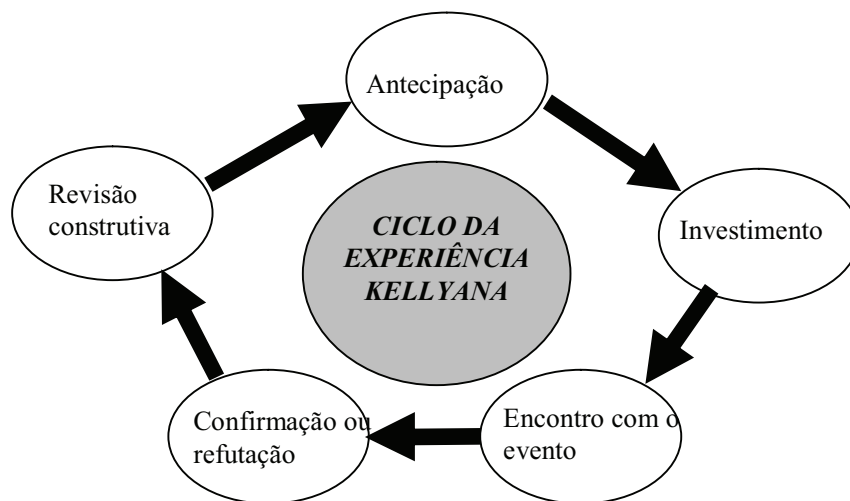 Antecipação
Investimento
Encontro com o
evento
Confirmação ou
refutação
Revisão
construtiva
CICLO DA
EXPERIÊNCIA
KELLYANA